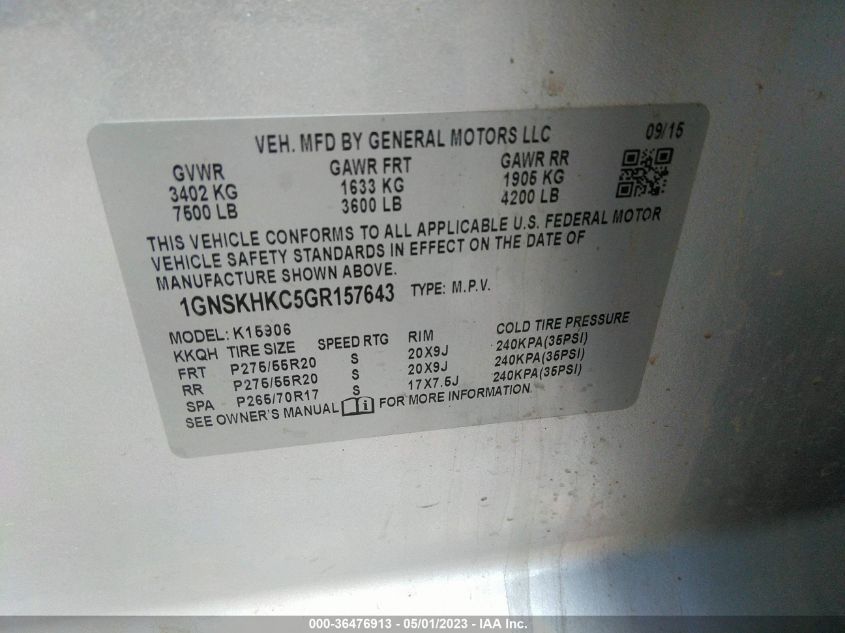 VEH. MFD BY GENERAL MOTORS LLC 09/15
GVWR GAWR FRT GAWR RR
3402 KG 1633 KG 1905 KG
7500 LB 3600 LB 4200 LB
THIS VEHICLE CONFORMS TO ALL APPLICABLE U.S. FEDERAL MOTOR
VEHICLE SAFETY STANDARDS IN EFFECT ON THE DATE OF
MANUFACTURE SHOWN ABOVE.
1GNSKHKC5GR157643 TYPE: M.P.V.
MODEL: K15906
KKQH TIRE SIZE SPEED RTG RIM COLD TIRE PRESSURE
FRT P275/55R20 S 20X9J 240KPA(35PSI)
RR P275/55R20 S 20X9J 240KPA(35PSI)
SPA P265/70R17 S 17X7.5J 240KPA(35PSI)
SEE OWNER'S MANUAL i FOR MORE INFORMATION
000-36476913 - 05/01/2023 - IAA Inc.